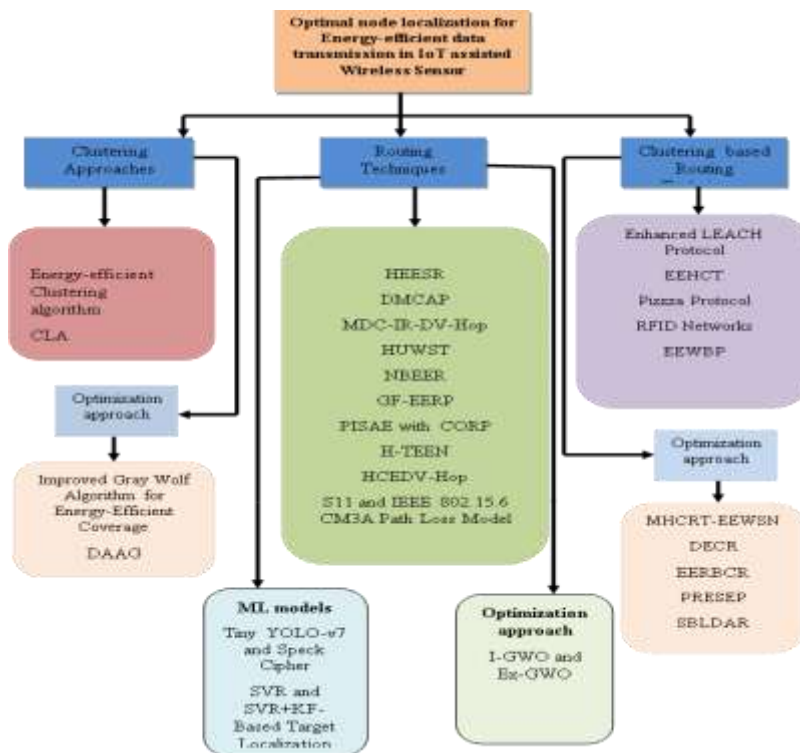 Optimal node localization for
Energy-efficient data
transmission in IoT assisted
Wireless Sensor
Clustering
Approaches
Routing
Techniques
Clustering based
Routing
Energy-efficient
Clustering
algorithm
CLA
Optimization
approach
Improved Gray Wolf
Algorithm for
Energy-Efficient
Coverage
DAAG
HEESR
DMCAP
MDC-IR-DV-Hop
HUWST
NBEER
GF-EERP
PISAE with CORP
H-TEEN
HCEDV-Hop
S11 and IEEE 802.15.6
CM3A Path Loss Model
ML models
Tiny YOLO-v7
and Speck
Cipher
SVR and
SVR+KF-
Based Target
Localization
Optimization
approach
I-GWO and
Ex-GWO
Enhanced LEACH
Protocol
EEHCT
Pizzza Protocol
RFID Networks
EEWBP
Optimization
approach
MHCRT-EEWSN
DECR
EERBCR
PRESEP
SBLDAR